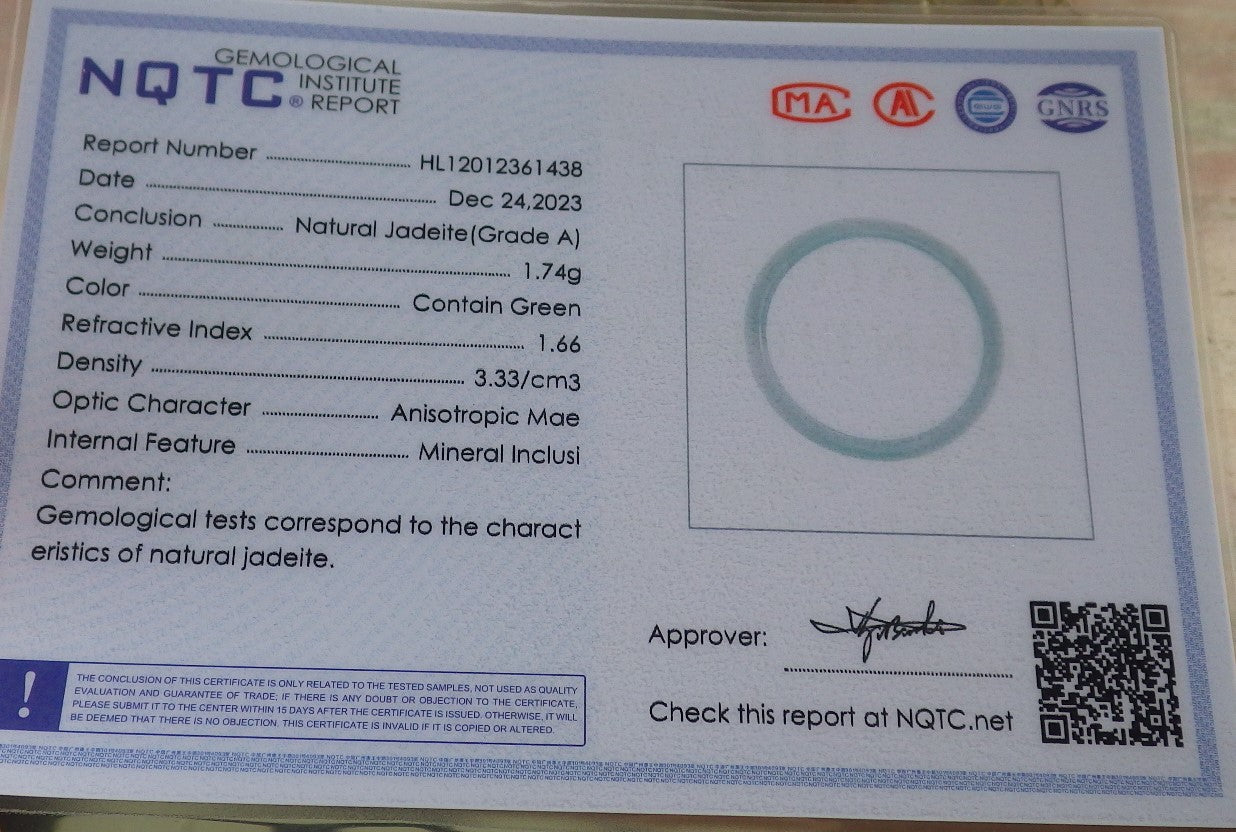 NQTC® GEMOLOGICAL
INSTITUTE
REPORT
MA
GNRS
Report Number HL12012361438
Date Dec 24,2023
Conclusion Natural Jadeite(Grade A)
Weight 1.74g
Color Contain Green
Refractive Index 1.66
Density 3.33/cm3
Optic Character Anisotropic Mae
Internal Feature Mineral Inclusi
Comment:
Gemological tests correspond to the charact
eristics of natural jadeite.
Approver:
Check this report at NQTC.net
!
THE CONCLUSION OF THIS CERTIFICATE IS ONLY RELATED TO THE TESTED SAMPLES, NOT USED AS QUALITY
EVALUATION AND GUARANTEE OF TRADE; IF THERE IS ANY DOUBT OR OBJECTION TO THE CERTIFICATE,
PLEASE SUBMIT IT TO THE CENTER WITHIN 15 DAYS AFTER THE CERTIFICATE IS ISSUED. OTHERWISE, IT WILL
BE DEEMED THAT THERE IS NO OBJECTION. THIS CERTIFICATE IS INVALID IF IT IS COPIED OR ALTERED.